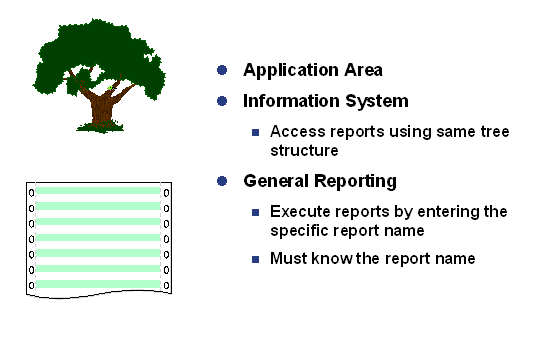 Application Area
Information System
Access reports using same tree
structure
General Reporting
Execute reports by entering the
specific report name
Must know the report name